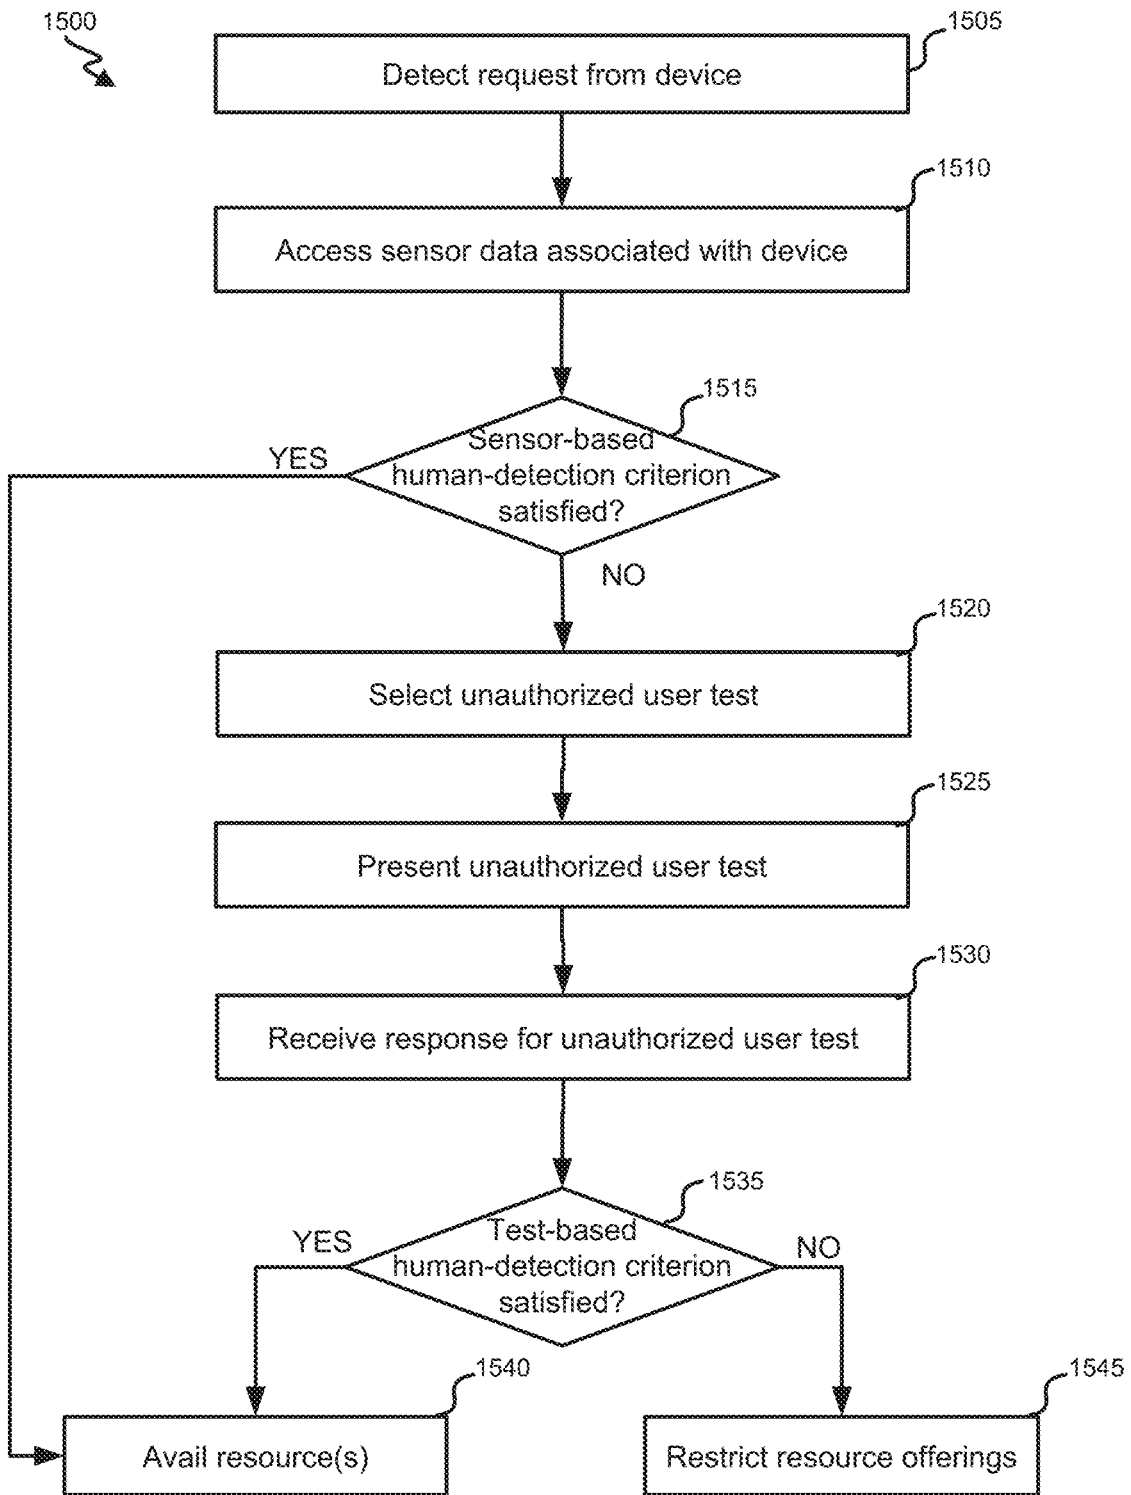 1500
1505
Detect request from device
1510
Access sensor data associated with device
1515
Sensor-based
human-detection criterion
satisfied?
YES
NO
1520
Select unauthorized user test
1525
Present unauthorized user test
1530
Receive response for unauthorized user test
1535
Test-based
human-detection criterion
satisfied?
YES
NO
1540
Avail resource(s)
1545
Restrict resource offerings